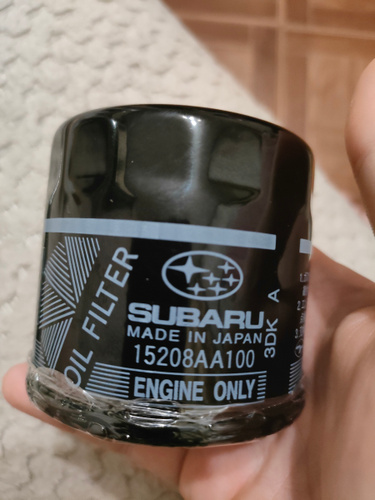 OIL FILTER
SUBARU
MADE IN JAPAN
15208AA100
ENGINE ONLY
3DK A